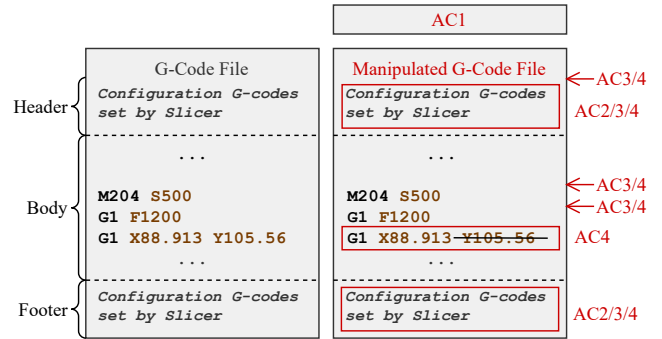 AC1
G-Code File
Manipulated G-Code File
Header
Configuration G-codes
set by Slicer
Configuration G-codes
set by Slicer
AC3/4
AC2/3/4
...
...
Body
M204 S500
G1 F1200
G1 X88.913 Y105.56
...
M204 S500
G1 F1200
G1 X88.913 Y105.56
...
AC3/4
AC3/4
AC4
Footer
Configuration G-codes
set by Slicer
Configuration G-codes
set by Slicer
AC2/3/4